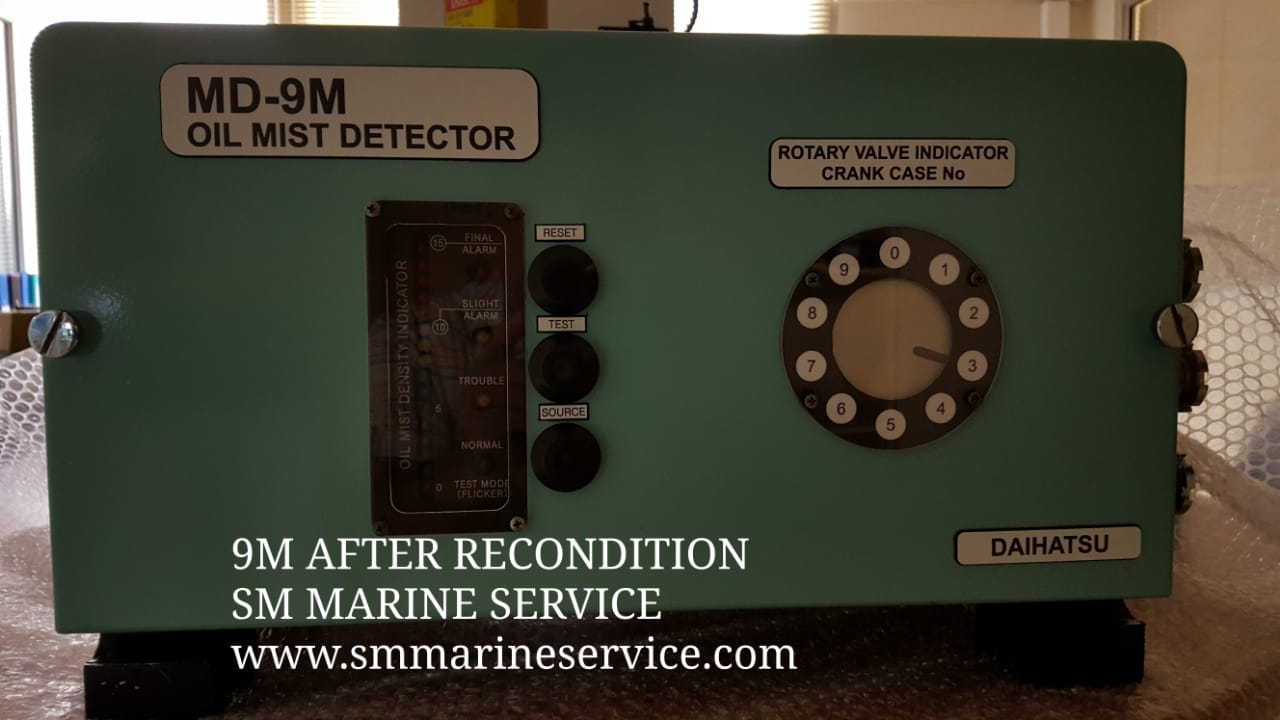 MD-9M
OIL MIST DETECTOR
ROTARY VALVE INDICATOR
CRANK CASE No
OIL MIST DENSITY INDICATOR
15
FINAL
ALARM
SLIGHT
ALARM
10
TROUBLE
5
NORMAL
0
TEST MODE
(FLICKER)
RESET
TEST
SOURCE
0
1
2
3
4
5
6
7
8
9
DAIHATSU
9M AFTER RECONDITION
SM MARINE SERVICE
www.smmarineservice.com